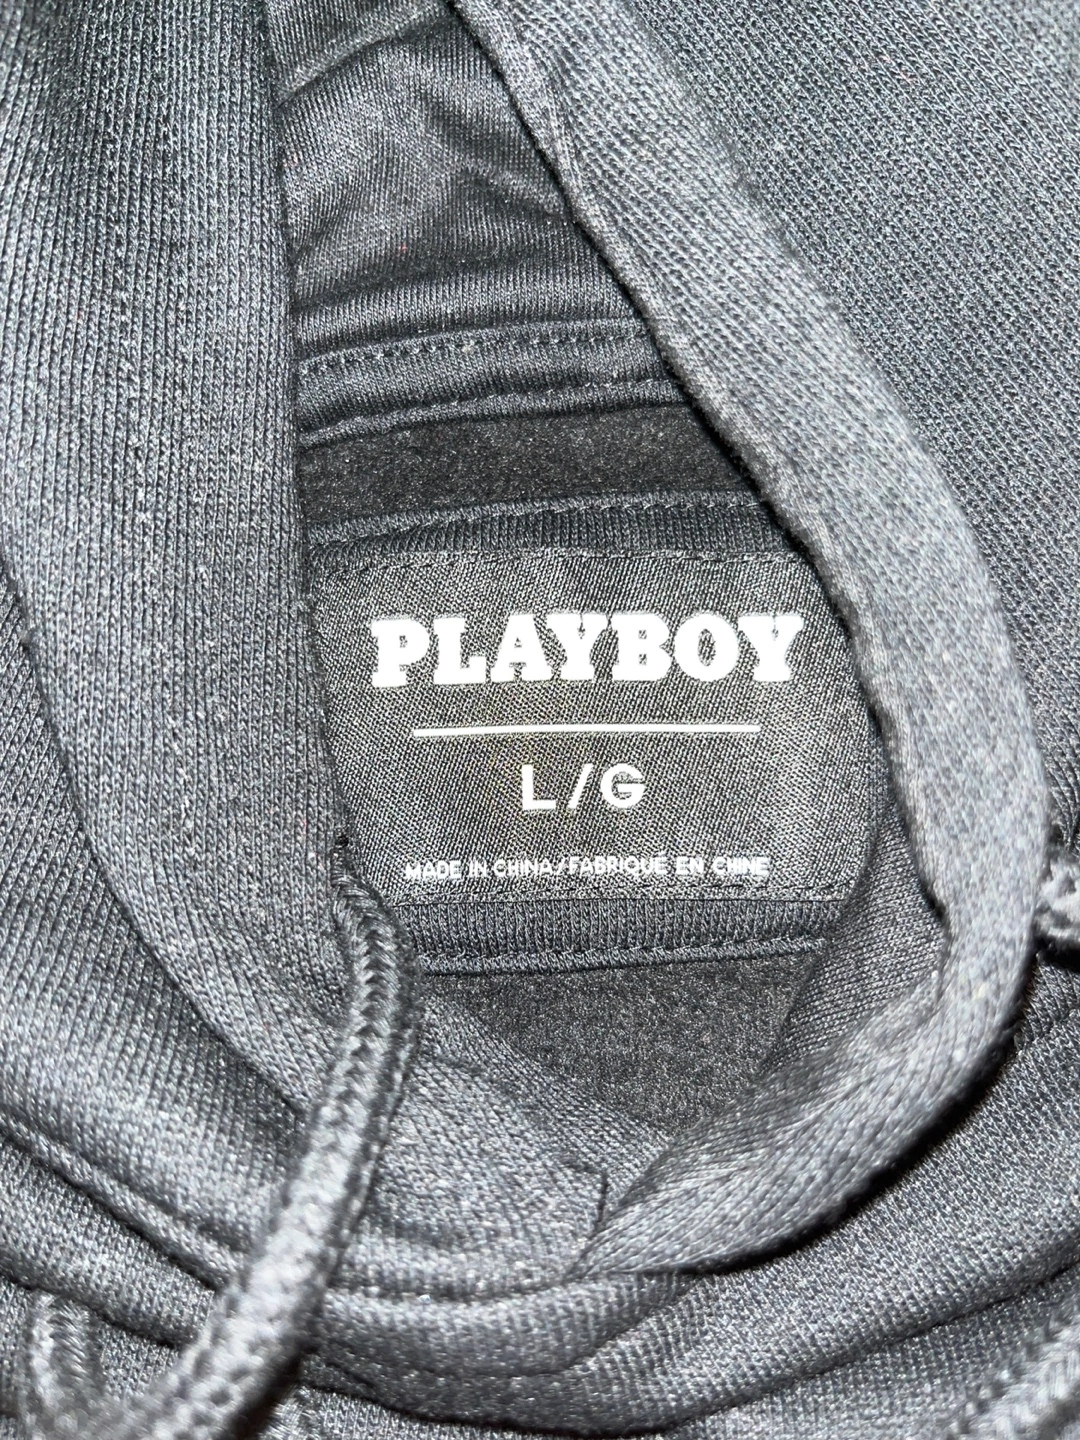 PLAYBOY
L/G
MADE IN CHINA/FABRIQUÉ EN CHINE